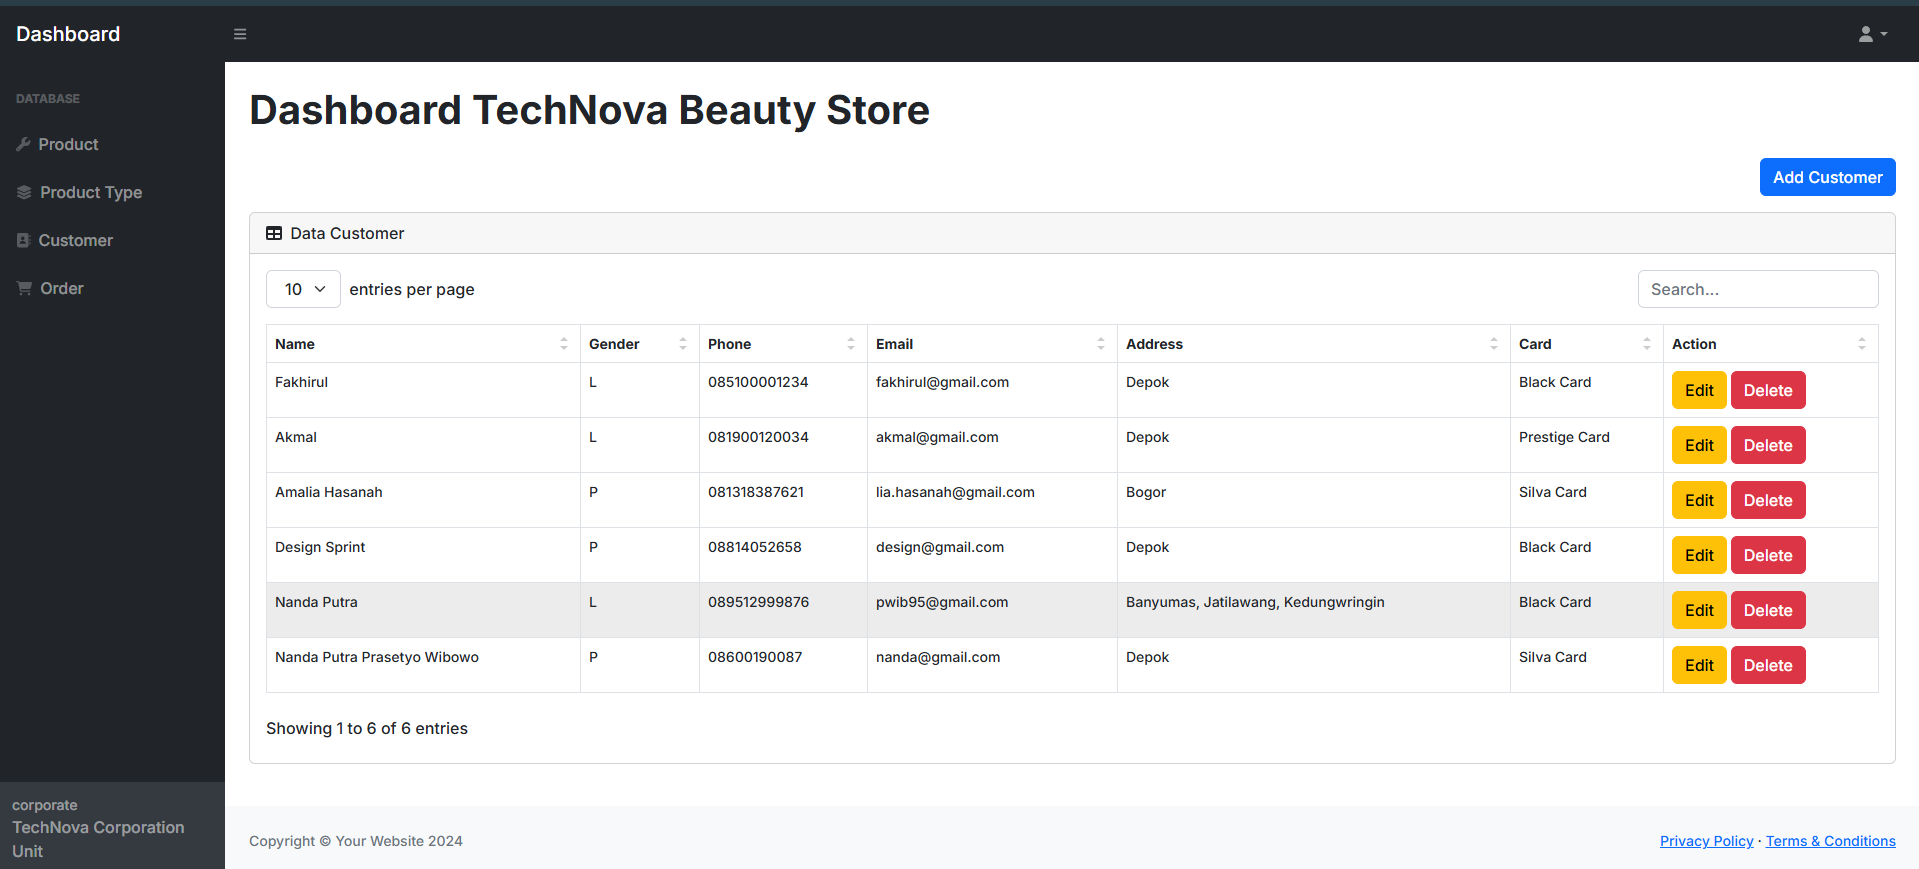 Dashboard
DATABASE
Product
Product Type
Customer
Order
corporate
TechNova Corporation
Unit
Dashboard TechNova Beauty Store
Add Customer
Data Customer
10 entries per page Search...
Name Gender Phone Email Address Card Action
Fakhirul L 085100001234 fakhirul@gmail.com Depok Black Card Edit Delete
Akmal L 081900120034 akmal@gmail.com Depok Prestige Card Edit Delete
Amalia Hasanah P 081318387621 lia.hasanah@gmail.com Bogor Silva Card Edit Delete
Design Sprint P 08814052658 design@gmail.com Depok Black Card Edit Delete
Nanda Putra L 089512999876 pwib95@gmail.com Banyumas, Jatilawang, Kedungwringin Black Card Edit Delete
Nanda Putra Prasetyo Wibowo P 08600190087 nanda@gmail.com Depok Silva Card Edit Delete
Showing 1 to 6 of 6 entries
Copyright © Your Website 2024 Privacy Policy · Terms & Conditions